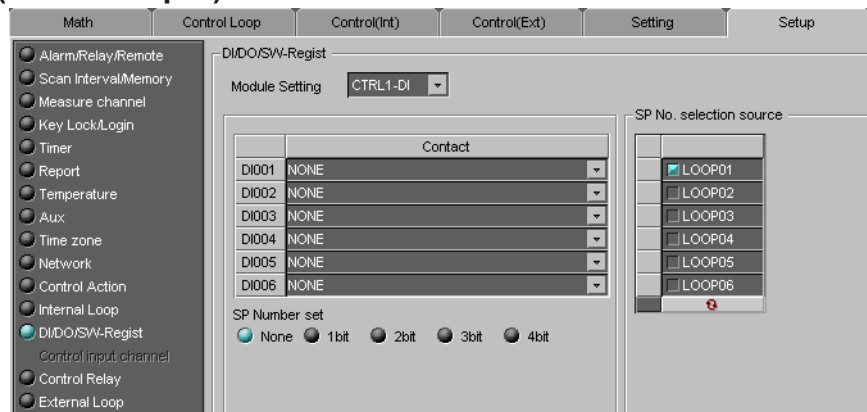 Math Control Loop Control(Int) Control(Ext) Setting Setup
Alarm/Relay/Remote
Scan Interval/Memory
Measure channel
Key Lock/Login
Timer
Report
Temperature
Aux
Time zone
Network
Control Action
Internal Loop
DI/DO/SW-Regist
Control input channel
Control Relay
External Loop
DI/DO/SW-Regist
Module Setting CTRL1-DI
Contact
DI001 NONE
DI002 NONE
DI003 NONE
DI004 NONE
DI005 NONE
DI006 NONE
SP Number set
None 1bit 2bit 3bit 4bit
SP No. selection source
LOOP01
LOOP02
LOOP03
LOOP04
LOOP05
LOOP06